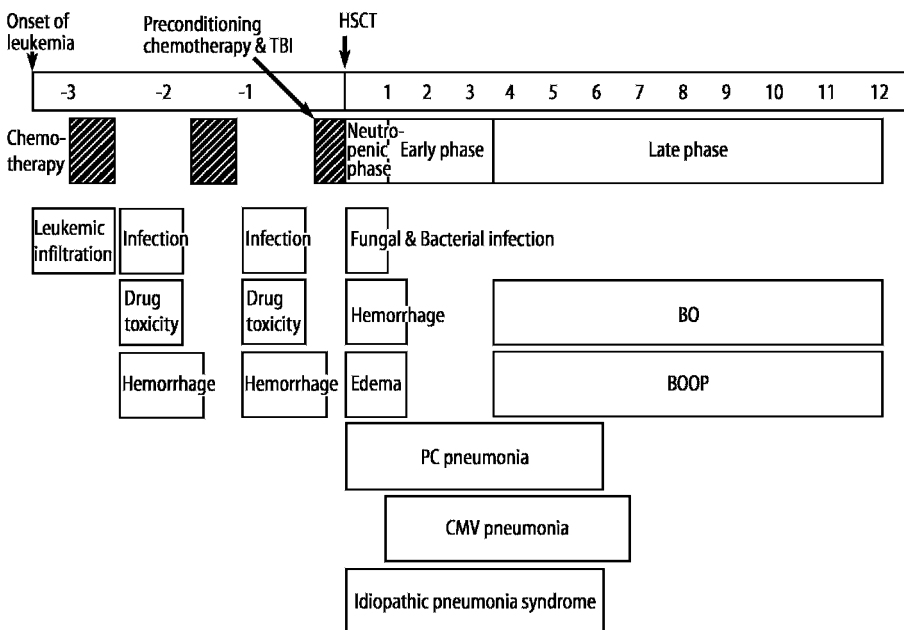 Onset of
leukemia
Preconditioning
chemotherapy & TBI
HSCT
-3 -2 -1 1 2 3 4 5 6 7 8 9 10 11 12
Chemo-
therapy
Neutro-
penic
phase
Early phase
Late phase
Leukemic
infiltration
Infection
Infection
Fungal & Bacterial infection
Drug
toxicity
Drug
toxicity
Hemorrhage
BO
Hemorrhage
Hemorrhage
Edema
BOOP
PC pneumonia
CMV pneumonia
Idiopathic pneumonia syndrome